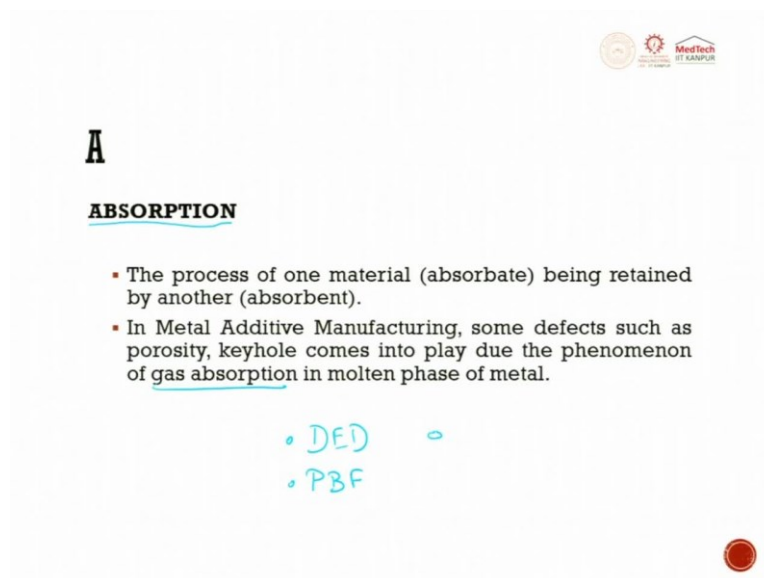 MedTech
IIT KANPUR
A
ABSORPTION
▪ The process of one material (absorbate) being retained
by another (absorbent).
▪ In Metal Additive Manufacturing, some defects such as
porosity, keyhole comes into play due the phenomenon
of gas absorption in molten phase of metal.
• DED
• PBF